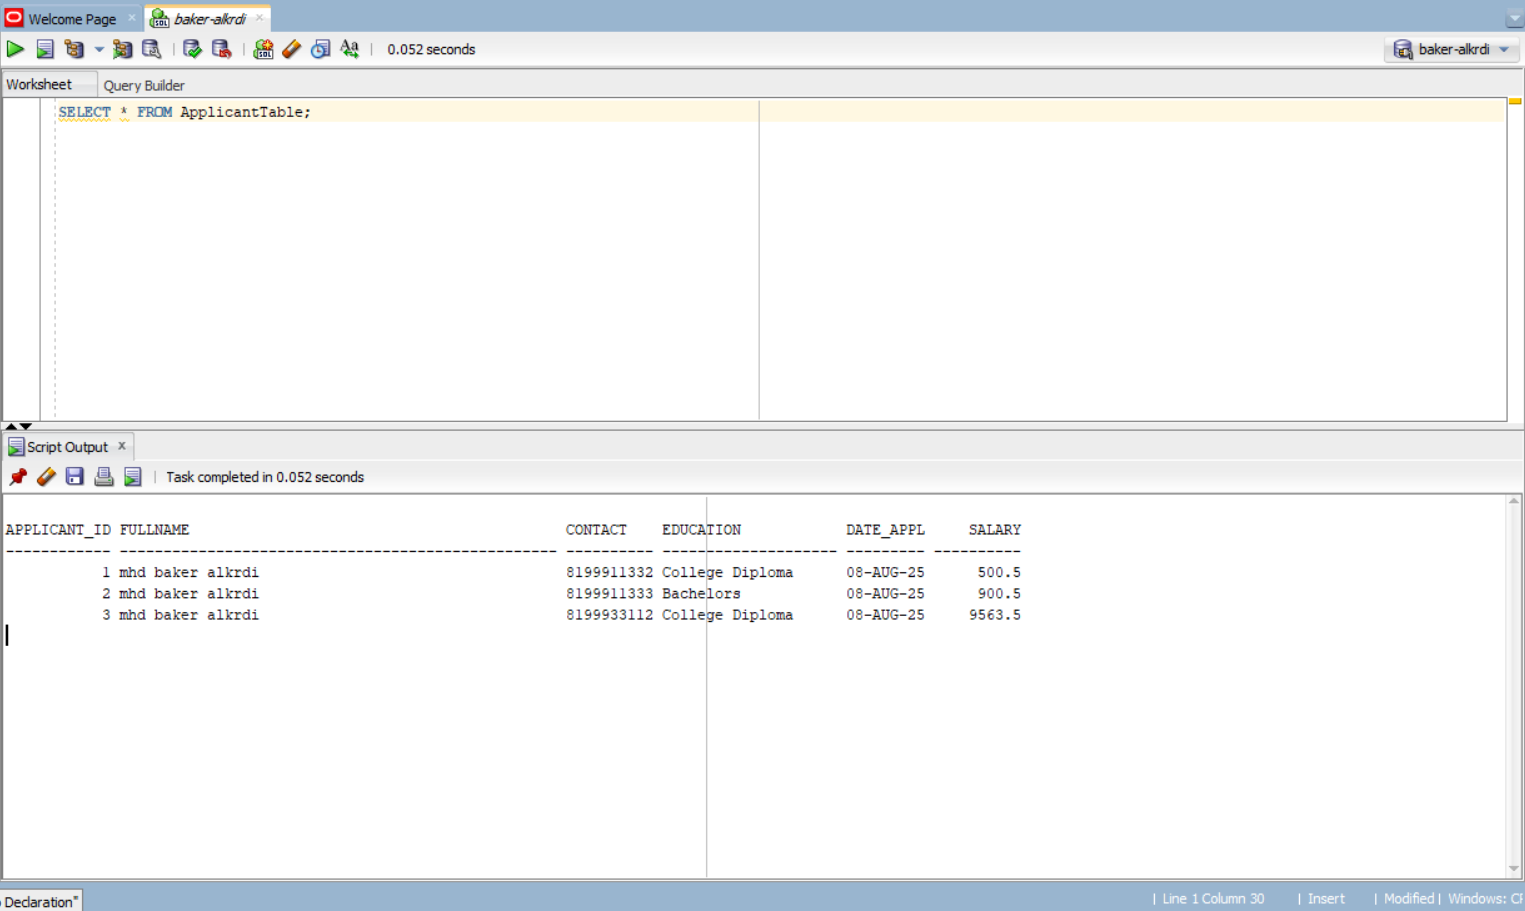 Welcome Page
baker-alkrdi
0.052 seconds
baker-alkrdi
Worksheet
Query Builder
SELECT * FROM ApplicantTable;
Script Output
Task completed in 0.052 seconds
APPLICANT_ID FULLNAME CONTACT EDUCATION DATE_APPL SALARY
------------ -------------------------------------------------- ---------- -------------------- --------- ----------
1 mhd baker alkrdi 8199911332 College Diploma 08-AUG-25 500.5
2 mhd baker alkrdi 8199911333 Bachelors 08-AUG-25 900.5
3 mhd baker alkrdi 8199933112 College Diploma 08-AUG-25 9563.5
Declaration"
| Line 1 Column 30 | Insert | Modified | Windows: C